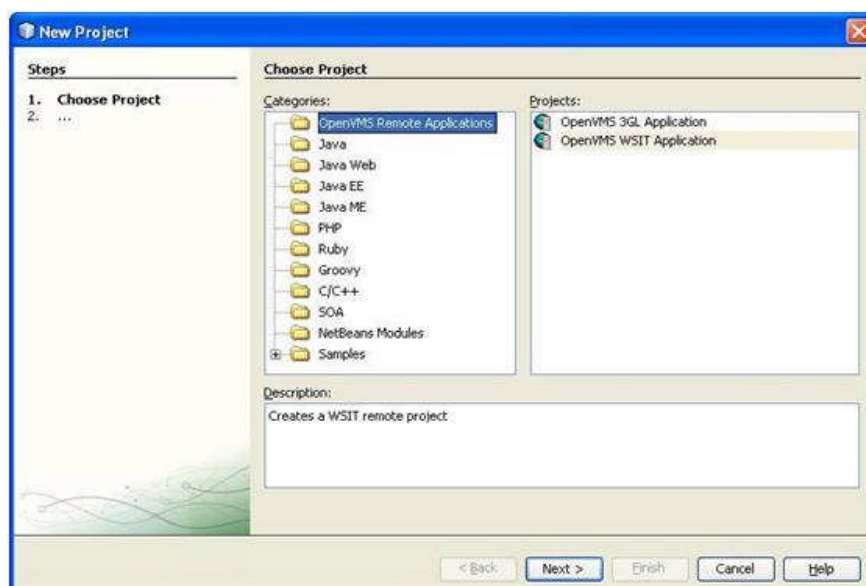 New Project
Steps
1. Choose Project
2. ...
Choose Project
Categories:
OpenVMS Remote Applications
Java
Java Web
Java EE
Java ME
PHP
Ruby
Groovy
C/C++
SOA
NetBeans Modules
Samples
Projects:
OpenVMS 3GL Application
OpenVMS WSIT Application
Description:
Creates a WSIT remote project
< Back
Next >
Finish
Cancel
Help